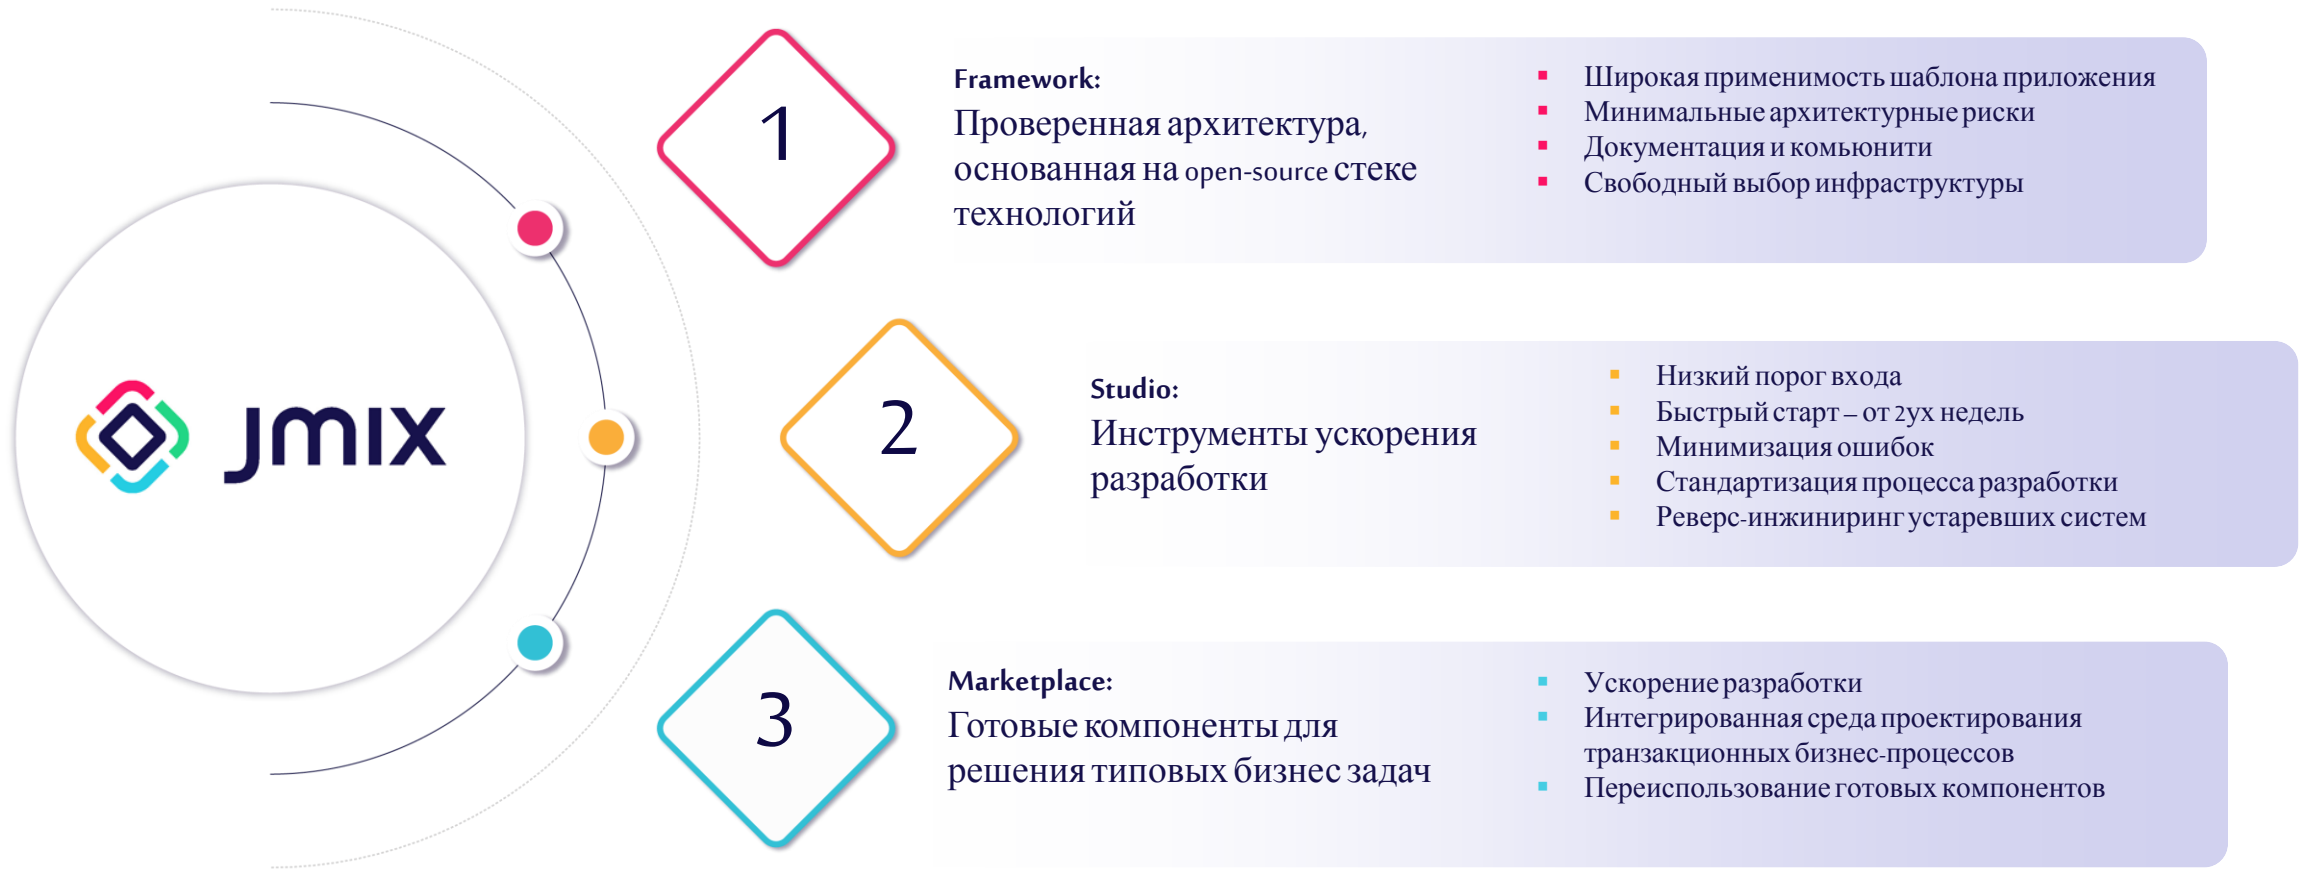 JMIX
1
Framework:
Проверенная архитектура,
основанная на open-source стеке
технологий
Широкая применимость шаблона приложения
Минимальные архитектурные риски
Документация и комьюнити
Свободный выбор инфраструктуры
2
Studio:
Инструменты ускорения
разработки
Низкий порог входа
Быстрый старт – от 2ух недель
Минимизация ошибок
Стандартизация процесса разработки
Реверс-инжиниринг устаревших систем
3
Marketplace:
Готовые компоненты для
решения типовых бизнес задач
Ускорение разработки
Интегрированная среда проектирования
транзакционных бизнес-процессов
Переиспользование готовых компонентов